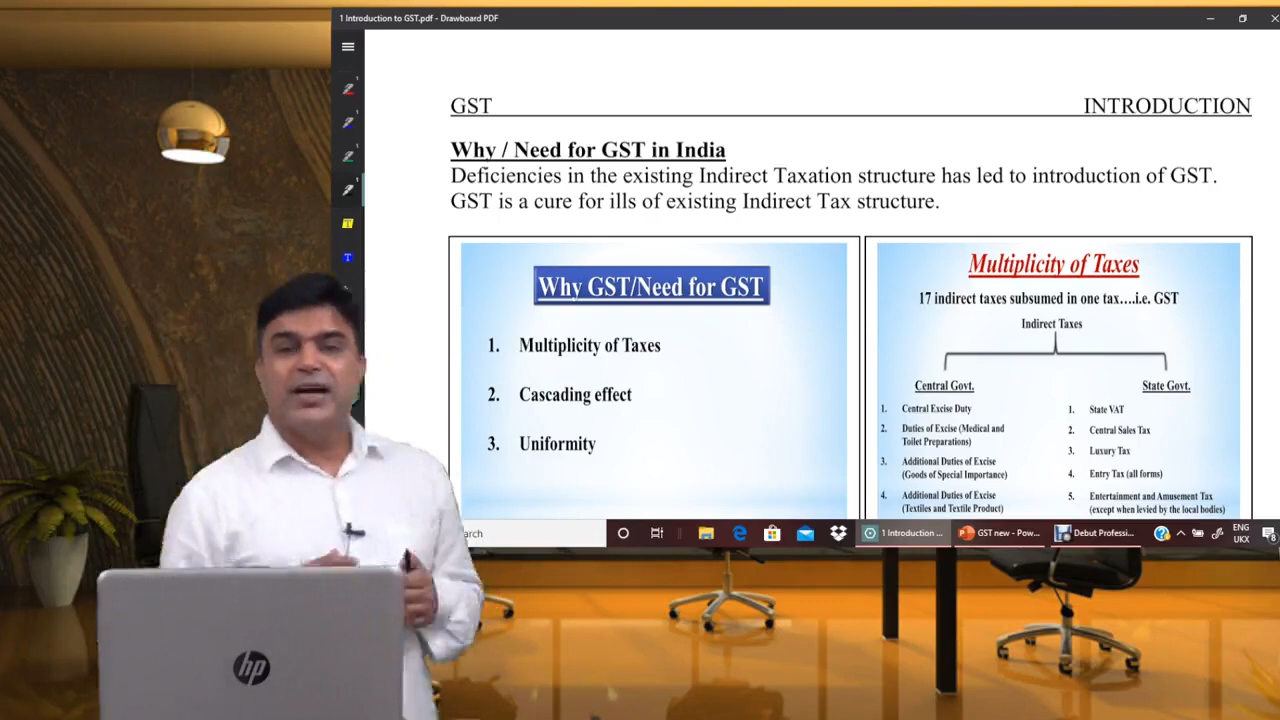 1 Introduction to GST.pdf - Drawboard PDF
GST INTRODUCTION
Why / Need for GST in India
Deficiencies in the existing Indirect Taxation structure has led to introduction of GST.
GST is a cure for ills of existing Indirect Tax structure.
Why GST/Need for GST
1. Multiplicity of Taxes
2. Cascading effect
3. Uniformity
Multiplicity of Taxes
17 indirect taxes subsumed in one tax....i.e. GST
Indirect Taxes
Central Govt.
1. Central Excise Duty
2. Duties of Excise (Medical and
Toilet Preparations)
3. Additional Duties of Excise
(Goods of Special Importance)
4. Additional Duties of Excise
(Textiles and Textile Product)
State Govt.
1. State VAT
2. Central Sales Tax
3. Luxury Tax
4. Entry Tax (all forms)
5. Entertainment and Amusement Tax
(except when levied by the local bodies)
arch
1 Introduction ...
GST new - Pow...
Debut Professi...
ENG
UKX
8
hp